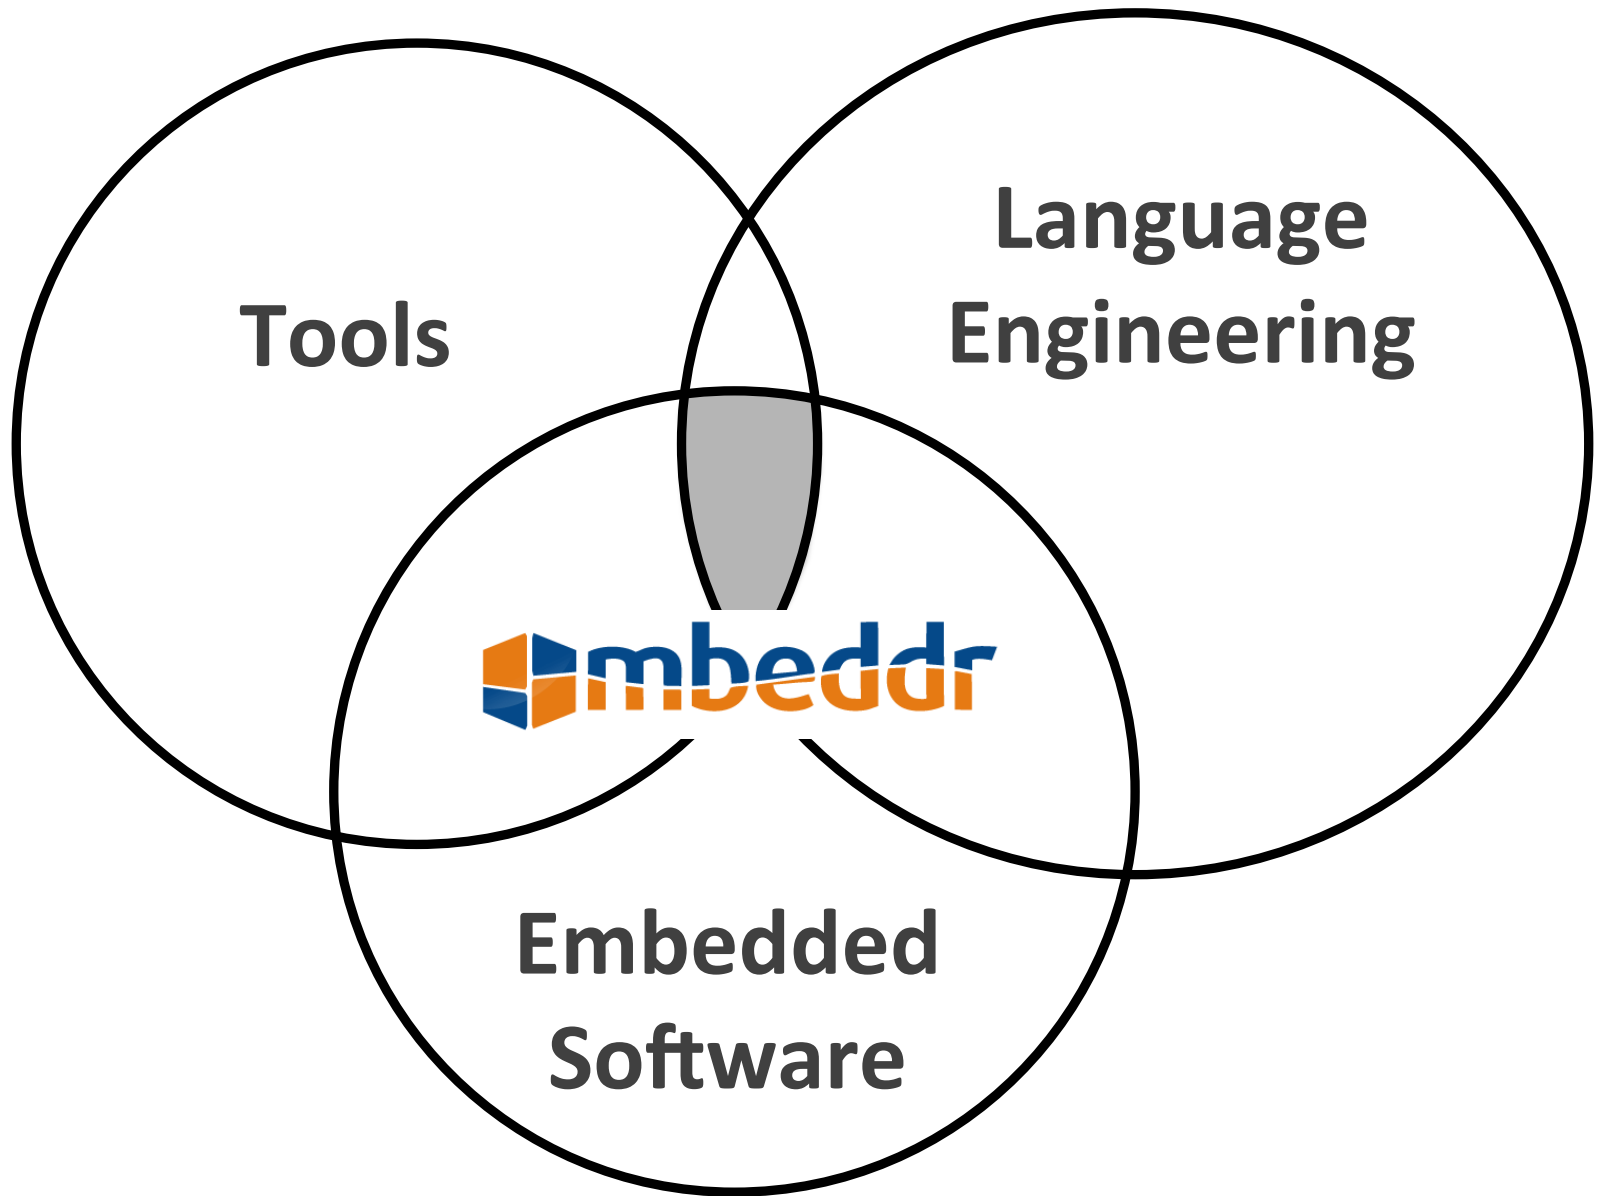 Language
Tools
Engineering
mbeddr
Embedded
Software